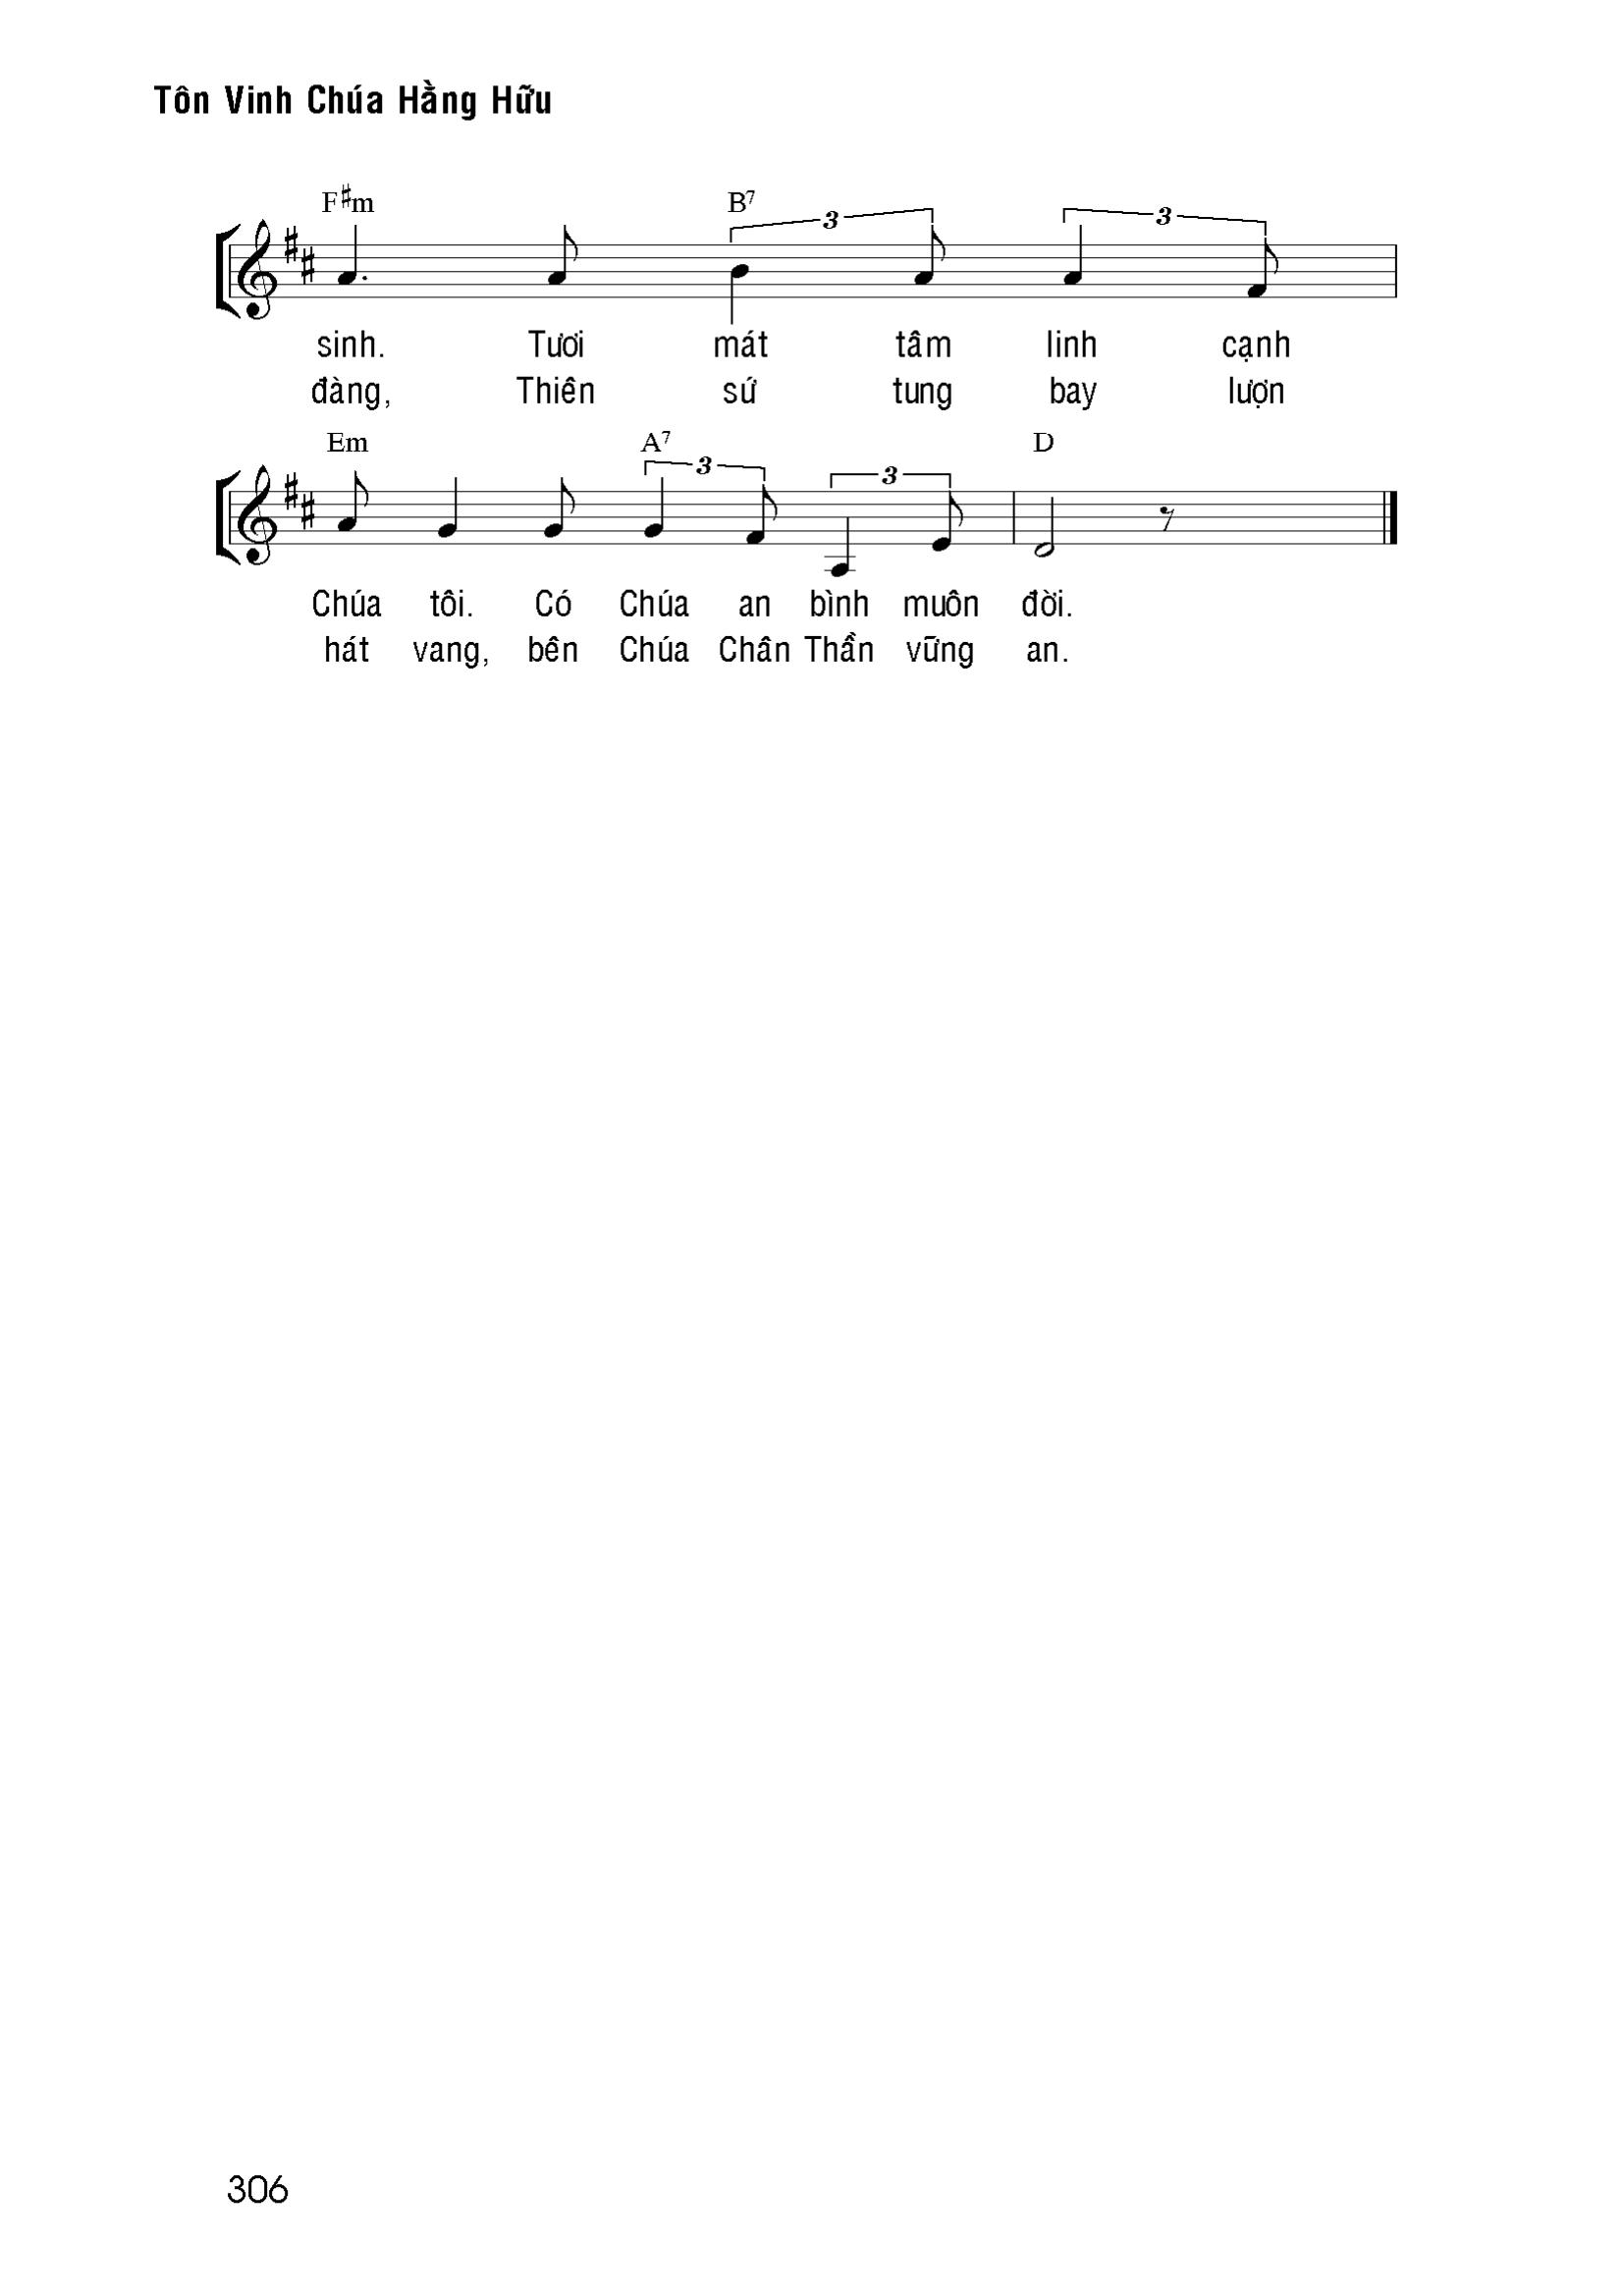 Tôn Vinh Chúa Hằng Hữu
F♯m B7
3 3
sinh. Tươi mát tâm linh cạnh
đàng, Thiên sứ tung bay lượn
Em A7 D
3 3
Chúa tôi. Có Chúa an bình muôn đời.
hát vang, bên Chúa Chân Thần vững an.
306